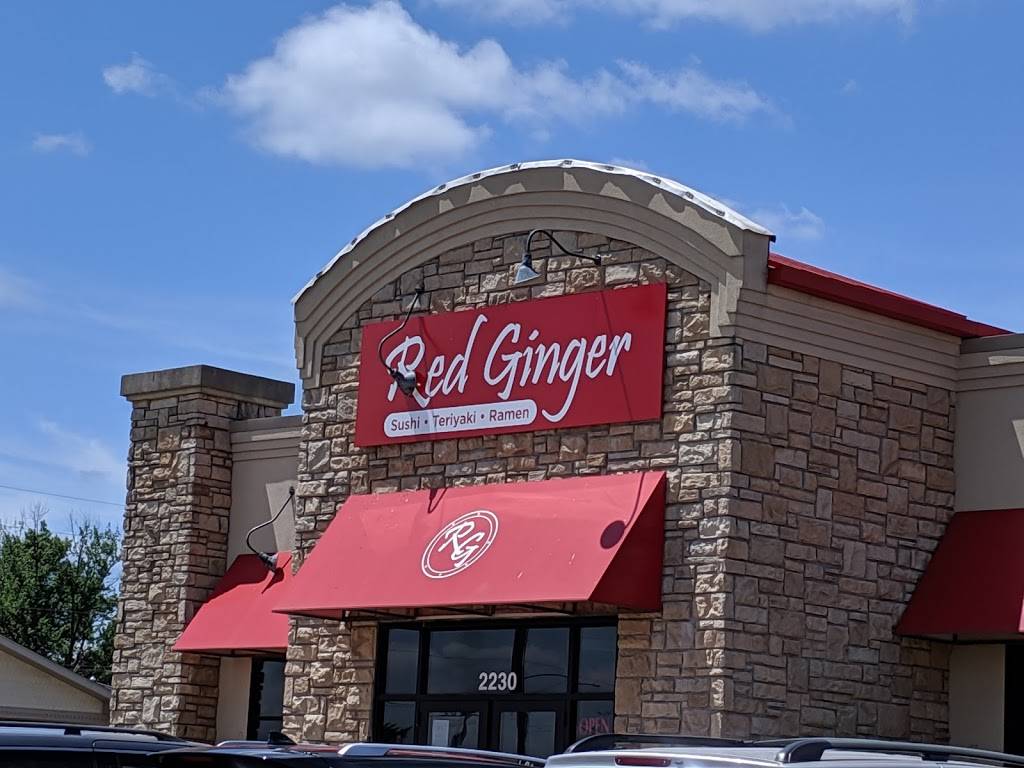 Red Ginger
Sushi • Teriyaki • Ramen
RG
2230
OPEN